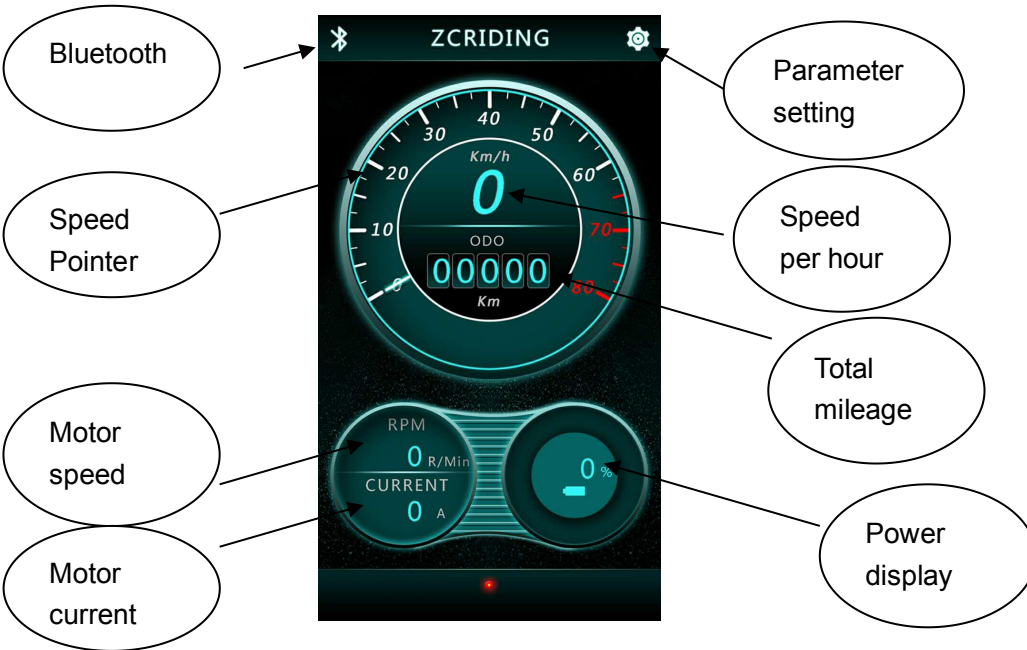 Bluetooth
ZCRIDING
Parameter
setting
40
30
50
Km/h
20
60
0
Speed
Pointer
Speed
per hour
10
70
ODO
00000
0
80
Km
Total
mileage
Motor
speed
RPM
0 R/Min
0 %
CURRENT
0 A
Power
display
Motor
current